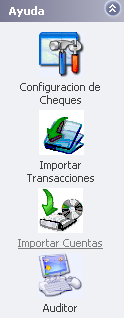 Ayuda
Configuracion de
Cheques
Importar
Transacciones
Importar Cuentas
Auditor